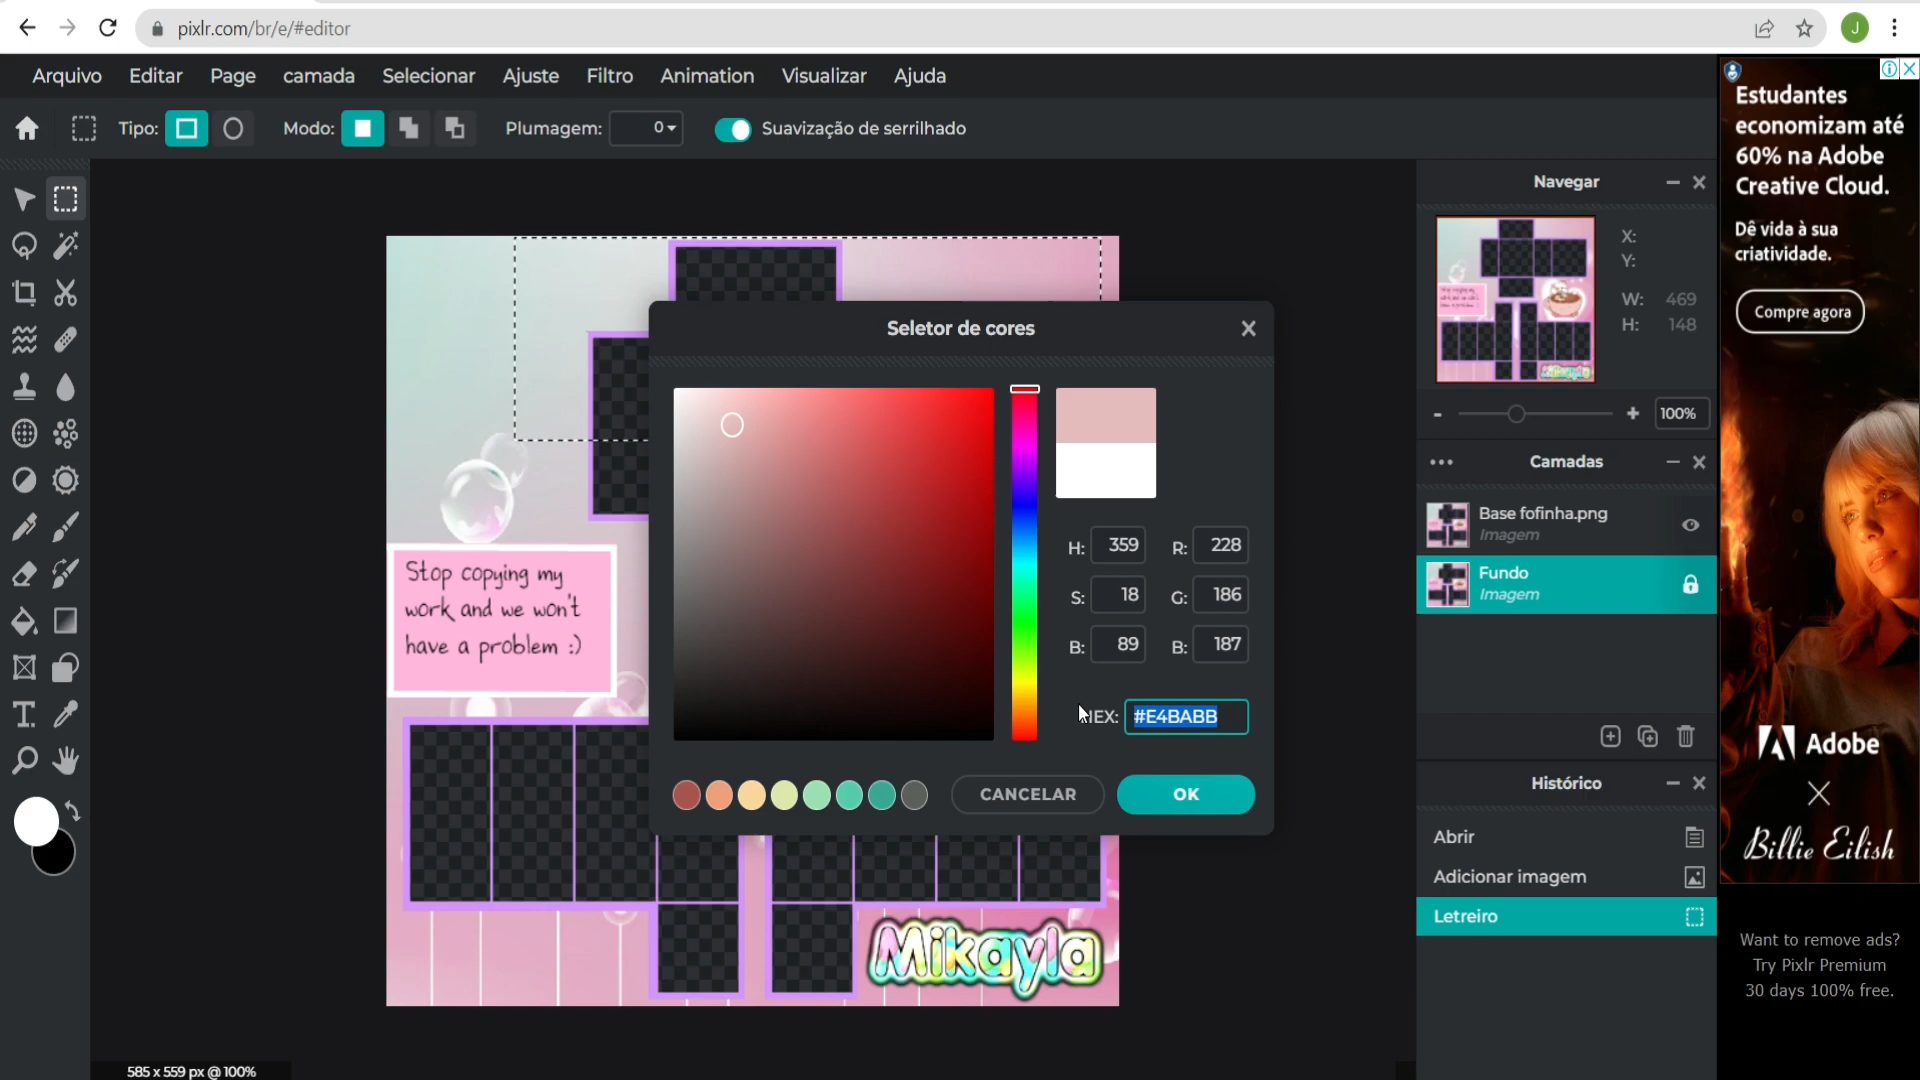 pixlr.com/br/e/#editor
J
Arquivo Editar Page camada Selecionar Ajuste Filtro Animation Visualizar Ajuda
Tipo: Modo: Plumagem: 0 Suavização de serrilhado
Navegar
X:
Y:
W: 469
H: 148
100%
Camadas
Base fofinha.png
Imagem
Fundo
Imagem
Histórico
Abrir
Adicionar imagem
Letreiro
Seletor de cores
H: 359 R: 228
S: 18 G: 186
B: 89 B: 187
HEX: #E4BABB
CANCELAR OK
Stop copying my
work and we won't
have a problem :)
Mikayla
585 x 559 px @ 100%
Estudantes
economizam até
60% na Adobe
Creative Cloud.
Dê vida à sua
criatividade.
Compre agora
Adobe
Billie Eilish
Want to remove ads?
Try Pixlr Premium
30 days 100% free.